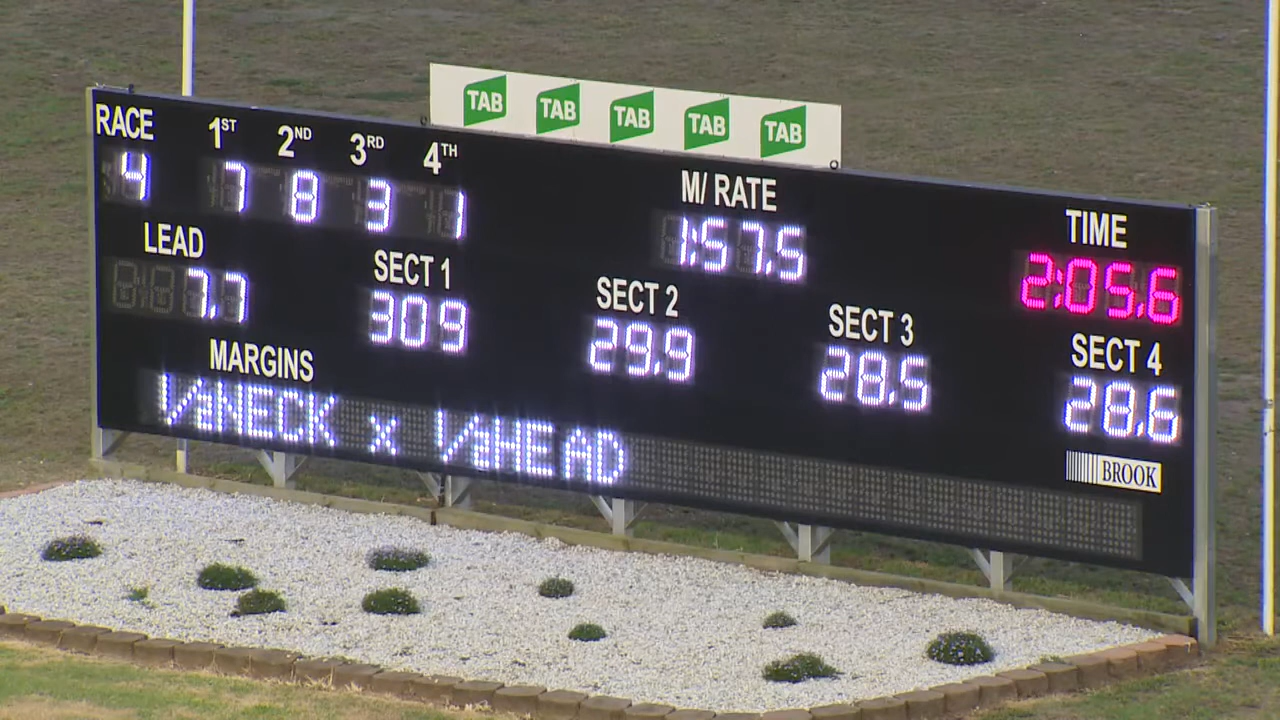 TAB TAB TAB TAB TAB
RACE 1ST 2ND 3RD 4TH M/ RATE TIME
4 7 8 3 1 1:57.5 2:05.6
LEAD SECT 1 SECT 2 SECT 3 SECT 4
7.7 309 29.9 28.5 28.6
MARGINS
1/2NECK x 1/2HEAD
BROOK